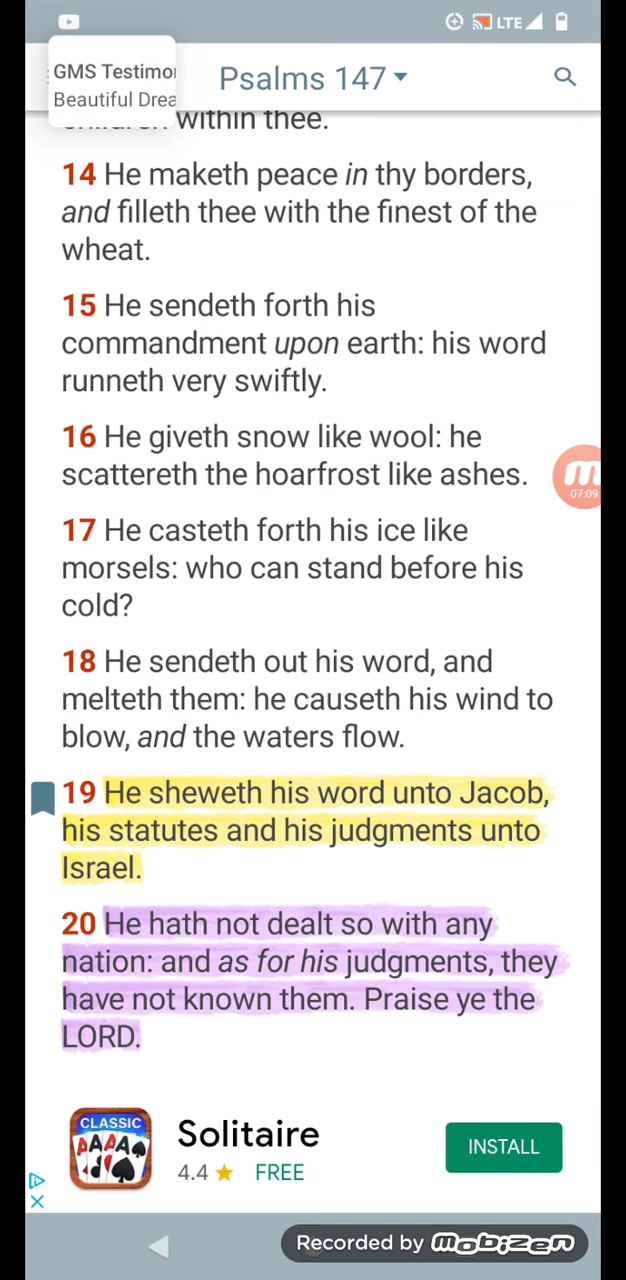 LTE
GMS Testimo
Beautiful Drea
Psalms 147
children within thee.
14 He maketh peace in thy borders,
and filleth thee with the finest of the
wheat.
15 He sendeth forth his
commandment upon earth: his word
runneth very swiftly.
16 He giveth snow like wool: he
scattereth the hoarfrost like ashes.
07:09
17 He casteth forth his ice like
morsels: who can stand before his
cold?
18 He sendeth out his word, and
melteth them: he causeth his wind to
blow, and the waters flow.
19 He sheweth his word unto Jacob,
his statutes and his judgments unto
Israel.
20 He hath not dealt so with any
nation: and as for his judgments, they
have not known them. Praise ye the
LORD.
CLASSIC
Solitaire
4.4 FREE
INSTALL
Recorded by Mobizen